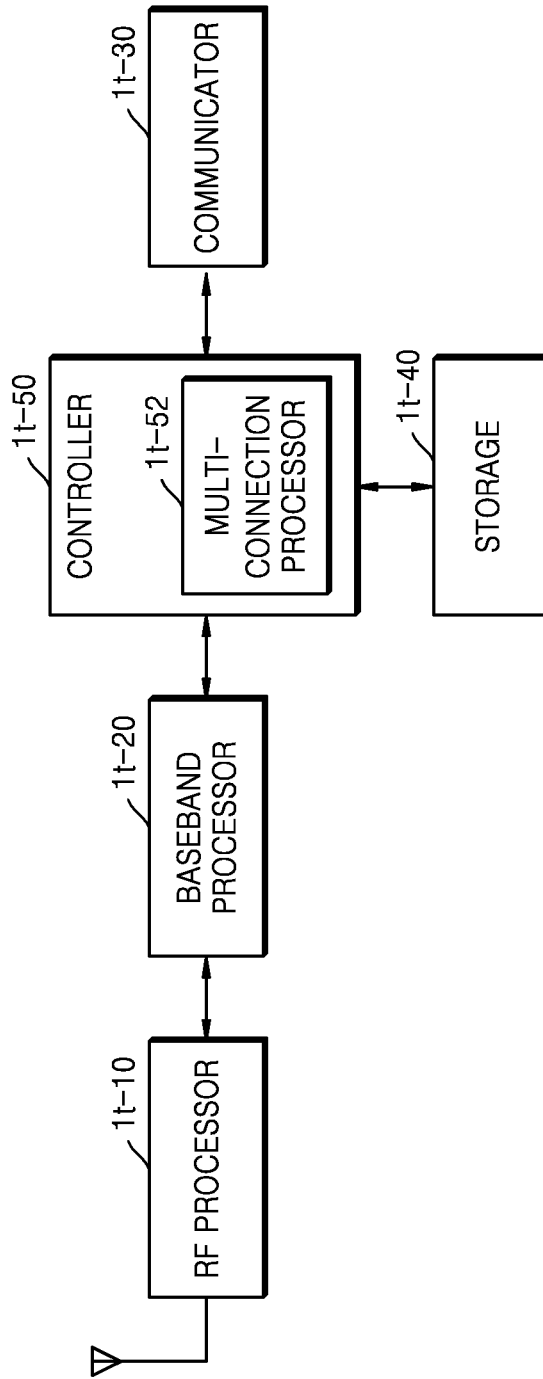 1t-10
RF PROCESSOR
1t-20
BASEBAND
PROCESSOR
1t-50
CONTROLLER
1t-52
MULTI-
CONNECTION
PROCESSOR
1t-30
COMMUNICATOR
1t-40
STORAGE